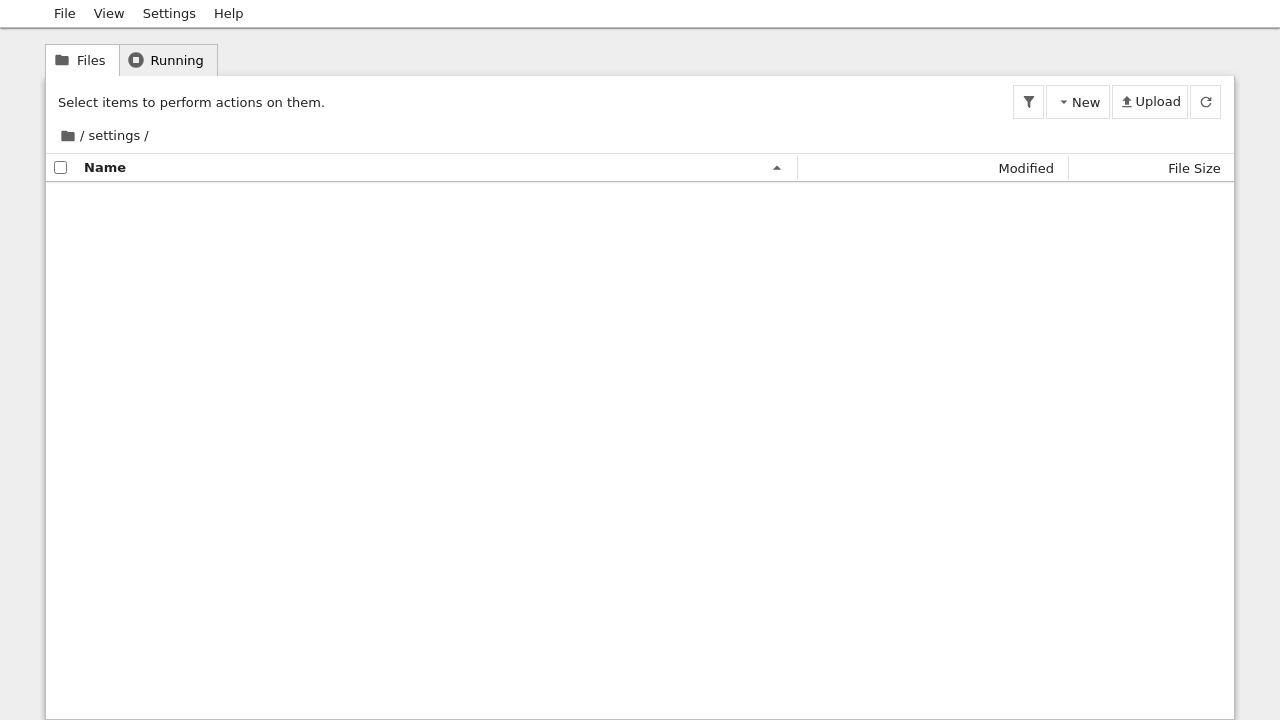 File View Settings Help
Files Running
Select items to perform actions on them.
New Upload
/ settings /
Name Modified File Size